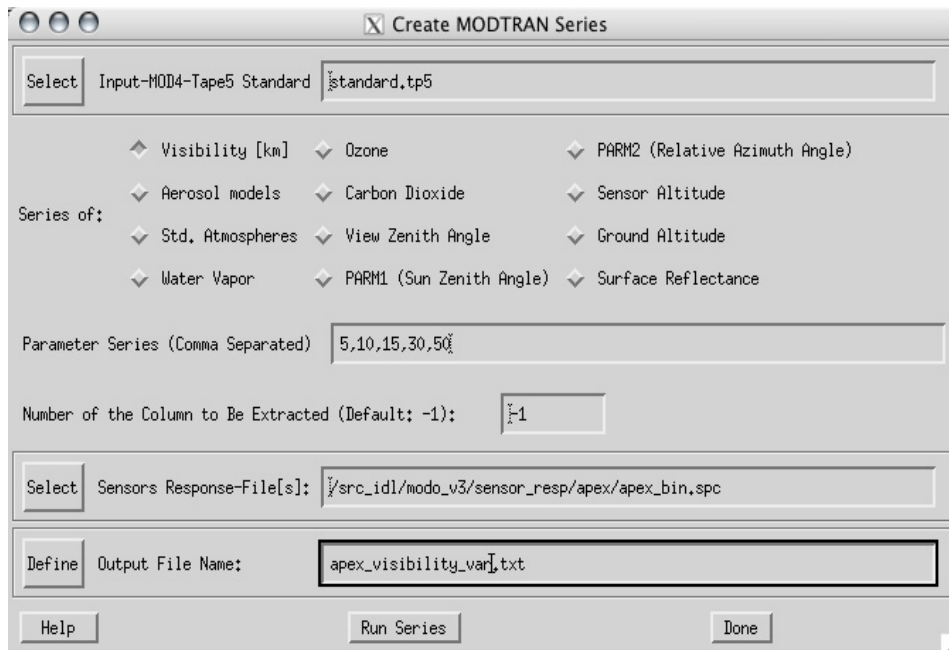 Create MODTRAN Series
Select Input-MOD4-Tape5 Standard standard.tp5
Visibility [km] Ozone PARM2 (Relative Azimuth Angle)
Aerosol models Carbon Dioxide Sensor Altitude
Series of:
Std. Atmospheres View Zenith Angle Ground Altitude
Water Vapor PARM1 (Sun Zenith Angle) Surface Reflectance
Parameter Series (Comma Separated) 5,10,15,30,50
Number of the Column to Be Extracted (Default: -1): -1
Select Sensors Response-File[s]: /src_idl/modo_v3/sensor_resp/apex/apex_bin.spc
Define Output File Name: apex_visibility_var.txt
Help Run Series Done